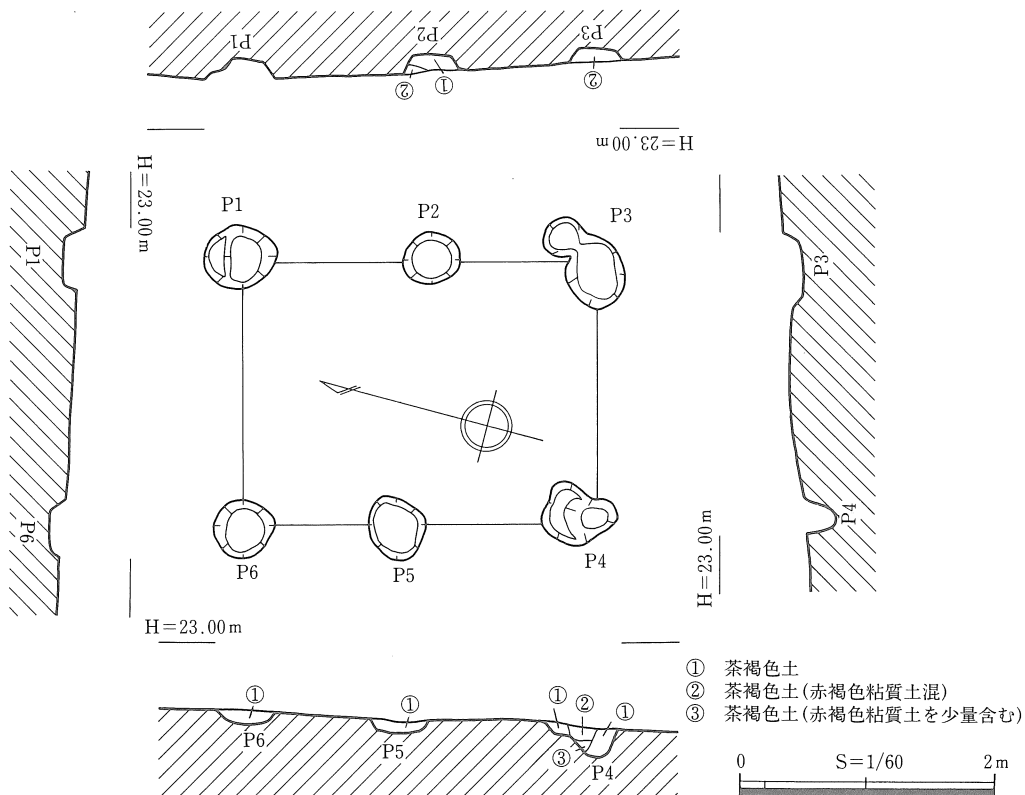 P1
P2
P3
②
①
②
H=23.00m
H=23.00m
P1
P2
P3
P1
P3
P6
P5
P4
P6
P4
H=23.00m
H=23.00m
①
①
①
②
①
P6
P5
③
P4
① 茶褐色土
② 茶褐色土(赤褐色粘質土混)
③ 茶褐色土(赤褐色粘質土を少量含む)
0 S=1/60 2m